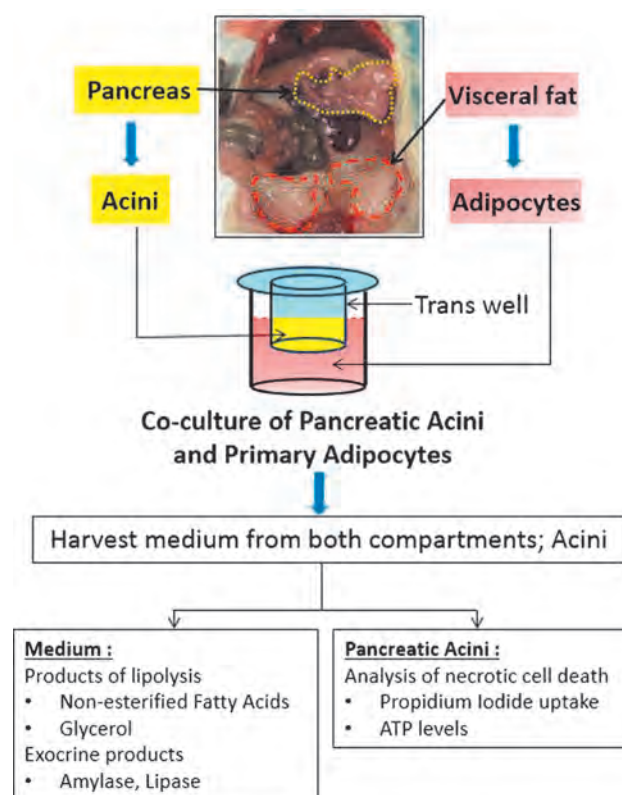 Pancreas
Visceral fat
Acini
Adipocytes
Trans well
Co-culture of Pancreatic Acini
and Primary Adipocytes
Harvest medium from both compartments; Acini
Medium :
Products of lipolysis
• Non-esterified Fatty Acids
• Glycerol
Exocrine products
• Amylase, Lipase
Pancreatic Acini :
Analysis of necrotic cell death
• Propidium Iodide uptake
• ATP levels